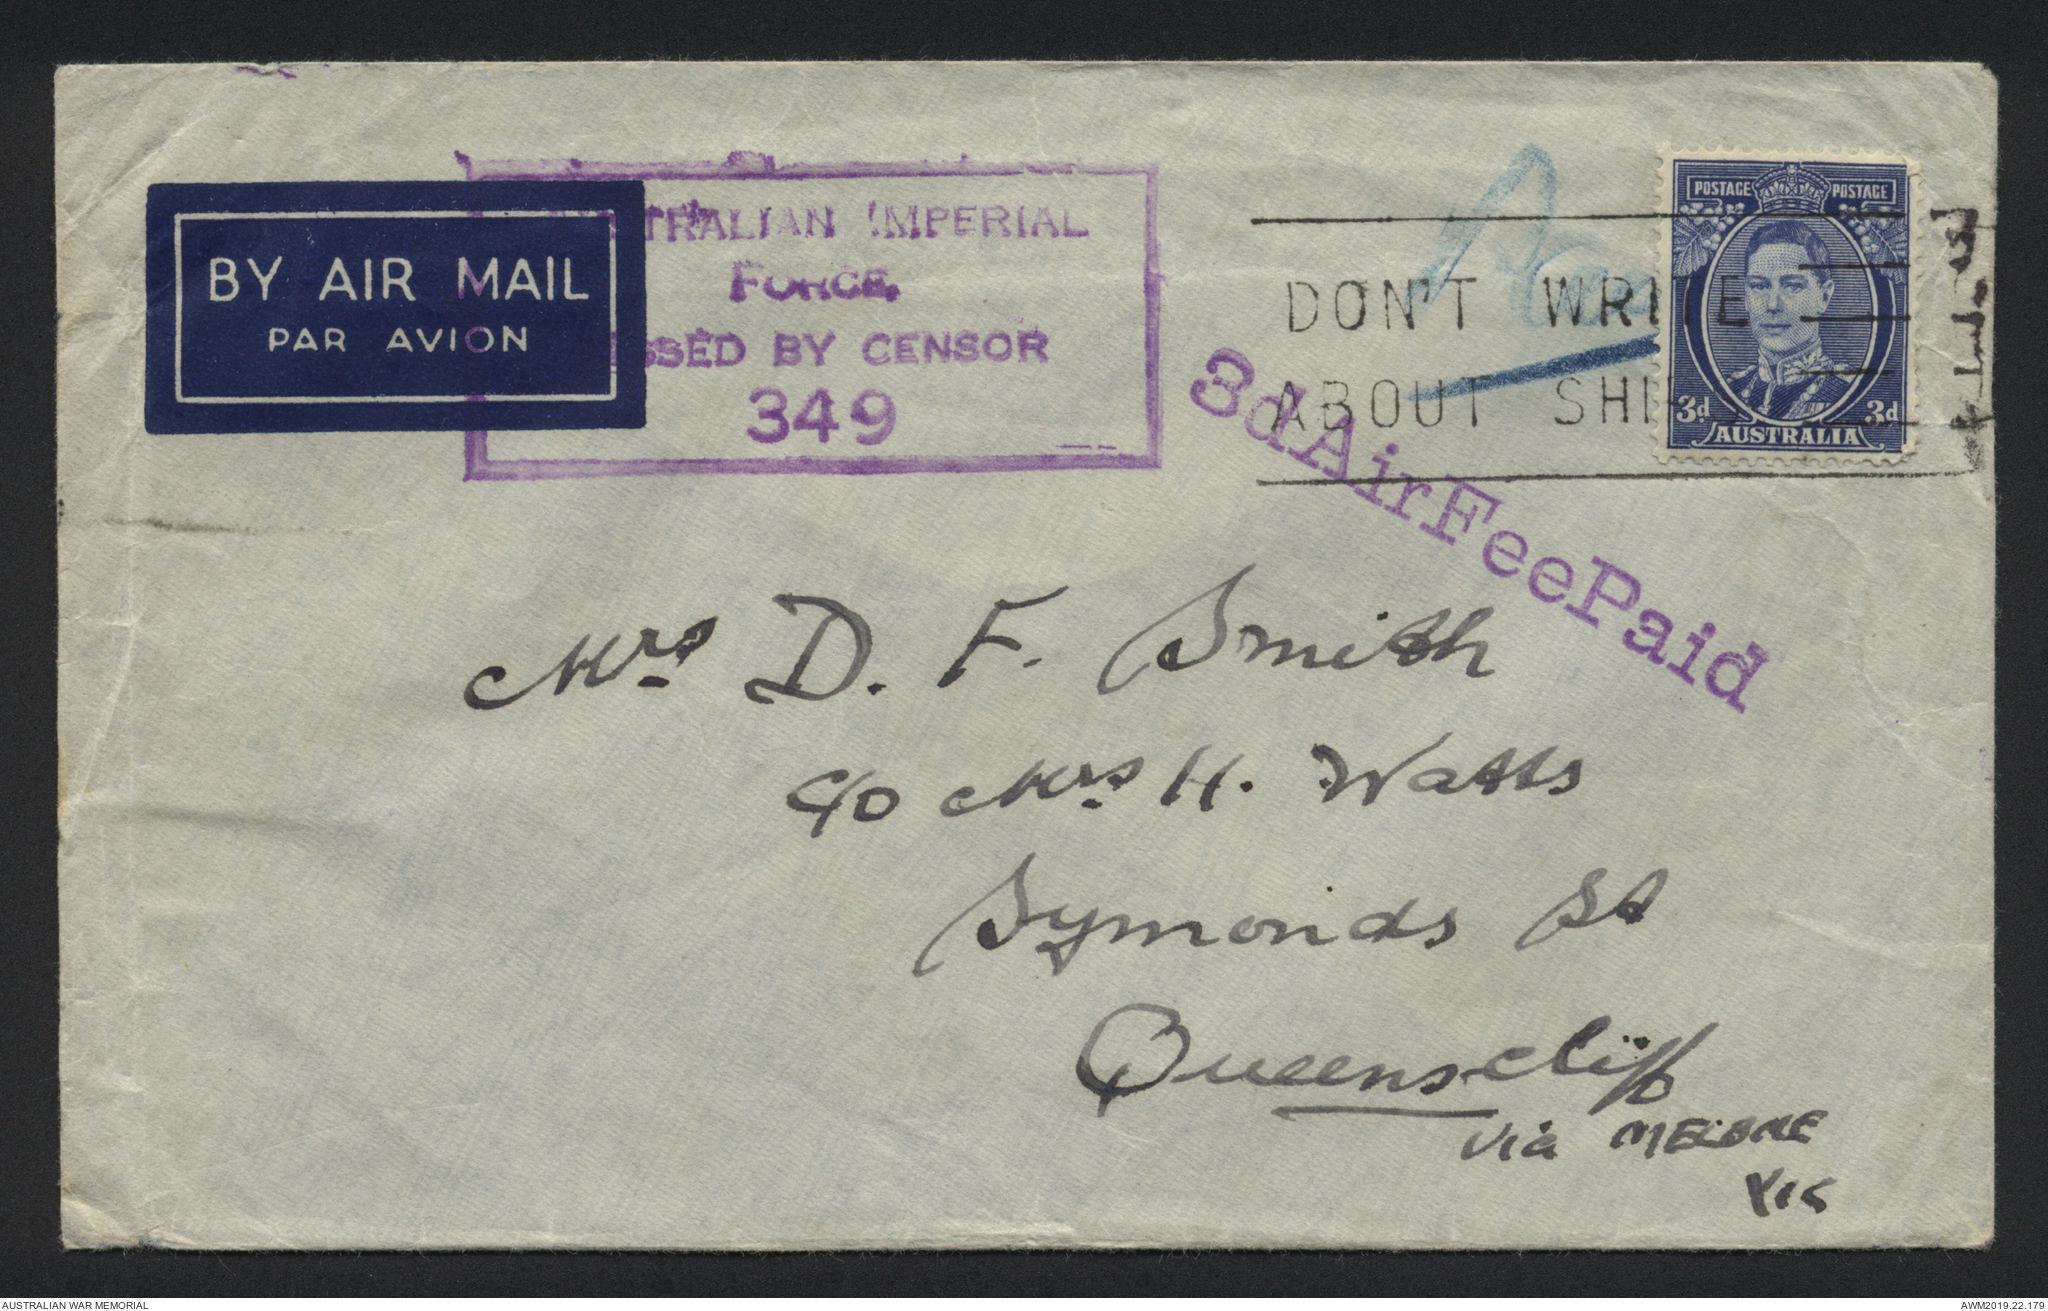 BY AIR MAIL
PAR AVION
TRALIAN IMPERIAL
FORCE.
SSED BY CENSOR
349
DON'T WRITE
ABOUT SHI
POSTAGE POSTAGE
3d. 3d.
AUSTRALIA
3d Air Fee Paid
Mrs D. F. Smith
c/o Mrs H. Watts
Symonds St
Queenscliff
Via MELBNE
VIC
AUSTRALIAN WAR MEMORIAL
AWM2019.22.179